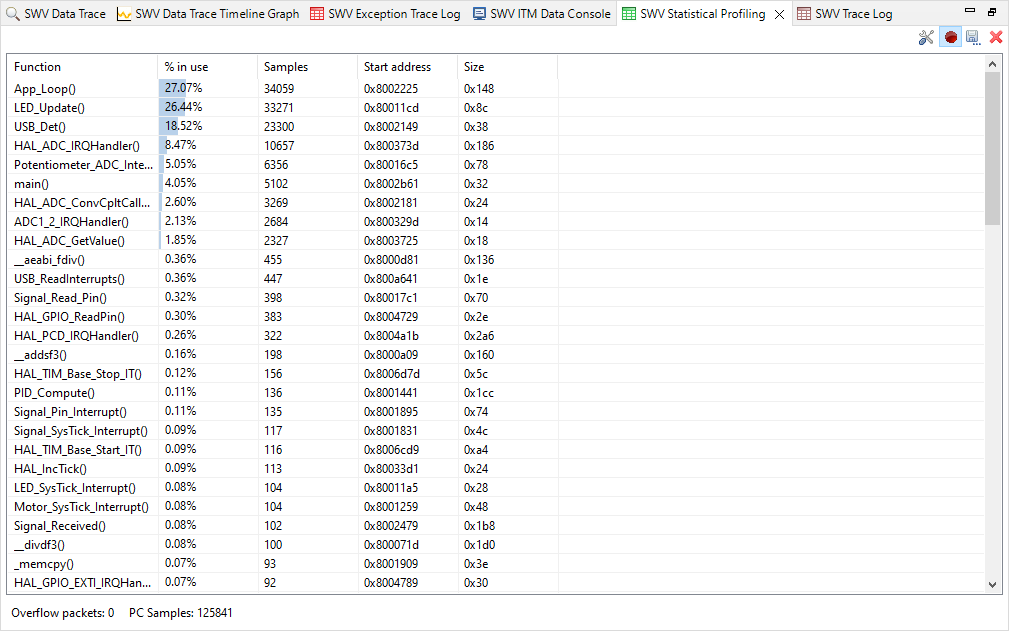 SWV Data Trace SWV Data Trace Timeline Graph SWV Exception Trace Log SWV ITM Data Console SWV Statistical Profiling SWV Trace Log
Function % in use Samples Start address Size
App_Loop() 27.07% 34059 0x8002225 0x148
LED_Update() 26.44% 33271 0x80011cd 0x8c
USB_Det() 18.52% 23300 0x8002149 0x38
HAL_ADC_IRQHandler() 8.47% 10657 0x800373d 0x186
Potentiometer_ADC_Inte... 5.05% 6356 0x80016c5 0x78
main() 4.05% 5102 0x8002b61 0x32
HAL_ADC_ConvCpltCall... 2.60% 3269 0x8002181 0x24
ADC1_2_IRQHandler() 2.13% 2684 0x800329d 0x14
HAL_ADC_GetValue() 1.85% 2327 0x8003725 0x18
__aeabi_fdiv() 0.36% 455 0x8000d81 0x136
USB_ReadInterrupts() 0.36% 447 0x800a641 0x1e
Signal_Read_Pin() 0.32% 398 0x80017c1 0x70
HAL_GPIO_ReadPin() 0.30% 383 0x8004729 0x2e
HAL_PCD_IRQHandler() 0.26% 322 0x8004a1b 0x2a6
__addsf3() 0.16% 198 0x8000a09 0x160
HAL_TIM_Base_Stop_IT() 0.12% 156 0x8006d7d 0x5c
PID_Compute() 0.11% 136 0x8001441 0x1cc
Signal_Pin_Interrupt() 0.11% 135 0x8001895 0x74
Signal_SysTick_Interrupt() 0.09% 117 0x8001831 0x4c
HAL_TIM_Base_Start_IT() 0.09% 116 0x8006cd9 0xa4
HAL_IncTick() 0.09% 113 0x80033d1 0x24
LED_SysTick_Interrupt() 0.08% 104 0x80011a5 0x28
Motor_SysTick_Interrupt() 0.08% 104 0x8001259 0x48
Signal_Received() 0.08% 102 0x8002479 0x1b8
__divdf3() 0.08% 100 0x800071d 0x1d0
_memcpy() 0.07% 93 0x8001909 0x3e
HAL_GPIO_EXTI_IRQHan... 0.07% 92 0x8004789 0x30
Overflow packets: 0 PC Samples: 125841